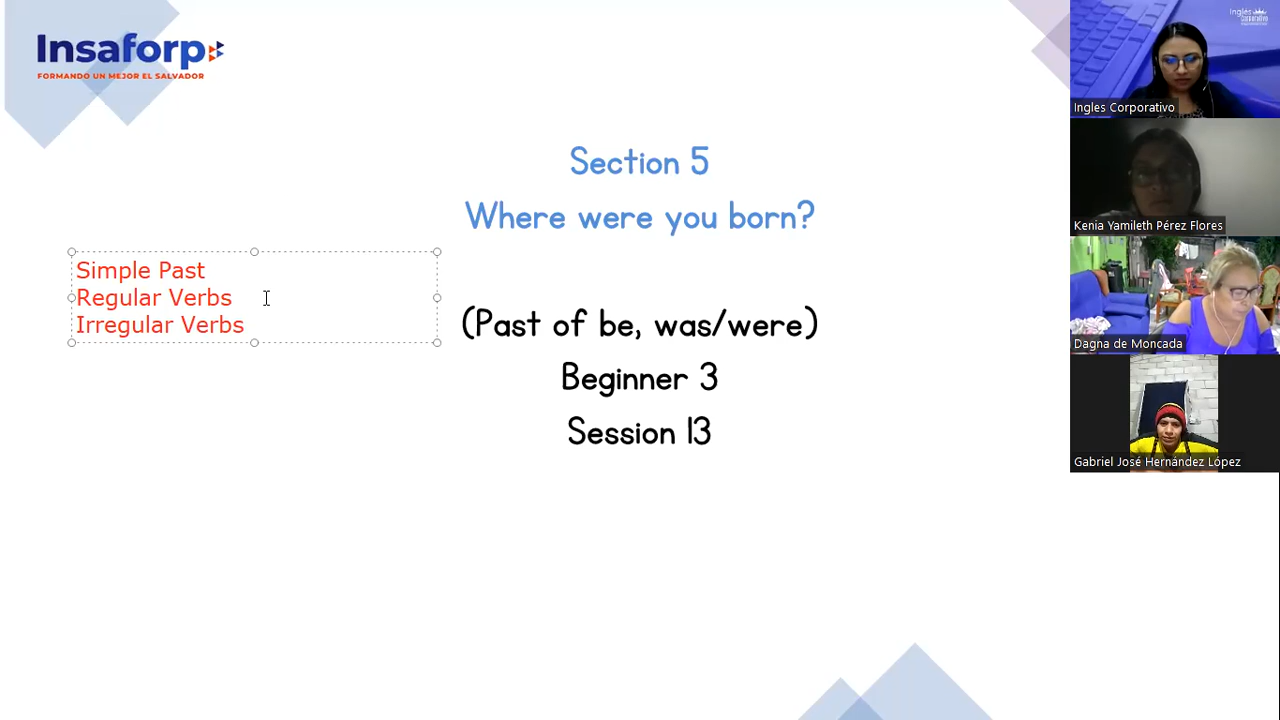 Insaforp
FORMANDO UN MEJOR EL SALVADOR
Section 5
Where were you born?
Simple Past
Regular Verbs
Irregular Verbs
(Past of be, was/were)
Beginner 3
Session 13
Inglés
Corporativo
Ingles Corporativo
Kenia Yamileth Pérez Flores
Dagna de Moncada
Gabriel José Hernández López